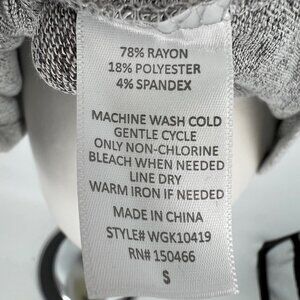 78% RAYON
18% POLYESTER
4% SPANDEX
MACHINE WASH COLD
GENTLE CYCLE
ONLY NON-CHLORINE
BLEACH WHEN NEEDED
LINE DRY
WARM IRON IF NEEDED
MADE IN CHINA
STYLE# WGK10419
RN# 150466
S